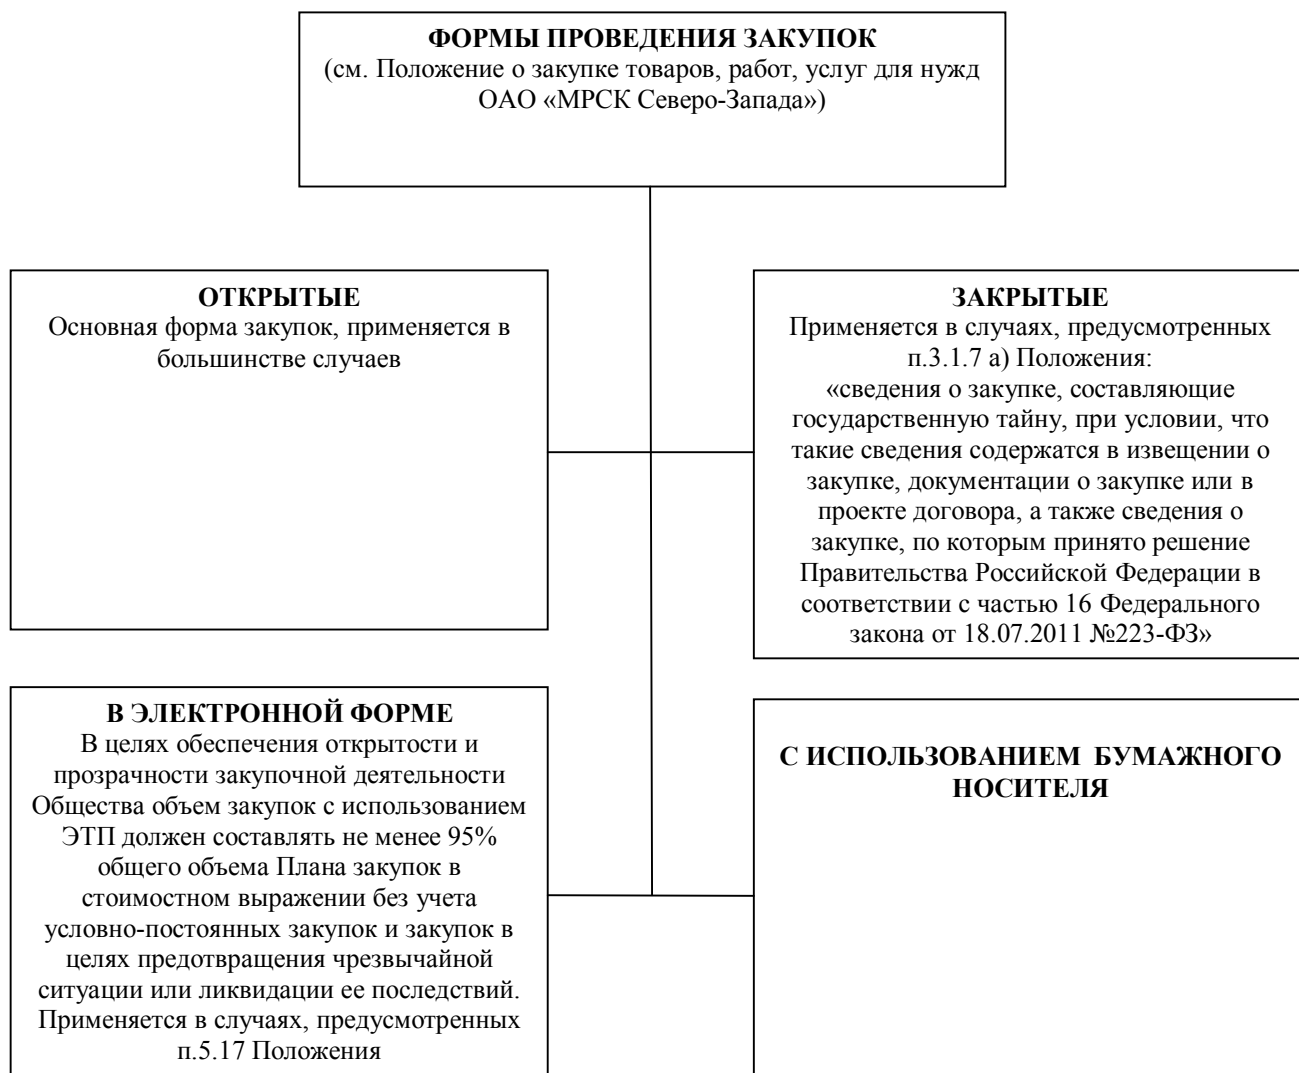 ФОРМЫ ПРОВЕДЕНИЯ ЗАКУПОК
(см. Положение о закупке товаров, работ, услуг для нужд
ОАО «МРСК Северо-Запада»)
ОТКРЫТЫЕ
Основная форма закупок, применяется в
большинстве случаев
ЗАКРЫТЫЕ
Применяется в случаях, предусмотренных
п.3.1.7 а) Положения:
«сведения о закупке, составляющие
государственную тайну, при условии, что
такие сведения содержатся в извещении о
закупке, документации о закупке или в
проекте договора, а также сведения о
закупке, по которым принято решение
Правительства Российской Федерации в
соответствии с частью 16 Федерального
закона от 18.07.2011 №223-ФЗ»
В ЭЛЕКТРОННОЙ ФОРМЕ
В целях обеспечения открытости и
прозрачности закупочной деятельности
Общества объем закупок с использованием
ЭТП должен составлять не менее 95%
общего объема Плана закупок в
стоимостном выражении без учета
условно-постоянных закупок и закупок в
целях предотвращения чрезвычайной
ситуации или ликвидации ее последствий.
Применяется в случаях, предусмотренных
п.5.17 Положения
С ИСПОЛЬЗОВАНИЕМ БУМАЖНОГО
НОСИТЕЛЯ